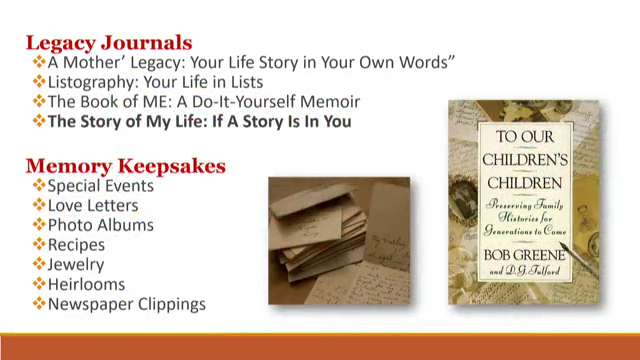 Legacy Journals
A Mother' Legacy: Your Life Story in Your Own Words”
Listography: Your Life in Lists
The Book of ME: A Do-It-Yourself Memoir
The Story of My Life: If A Story Is In You
Memory Keepsakes
Special Events
Love Letters
Photo Albums
Recipes
Jewelry
Heirlooms
Newspaper Clippings
TO OUR
CHILDREN'S
CHILDREN
Preserving Family
Histories for
Generations to Come
BOB GREENE
and D.G. Fulford